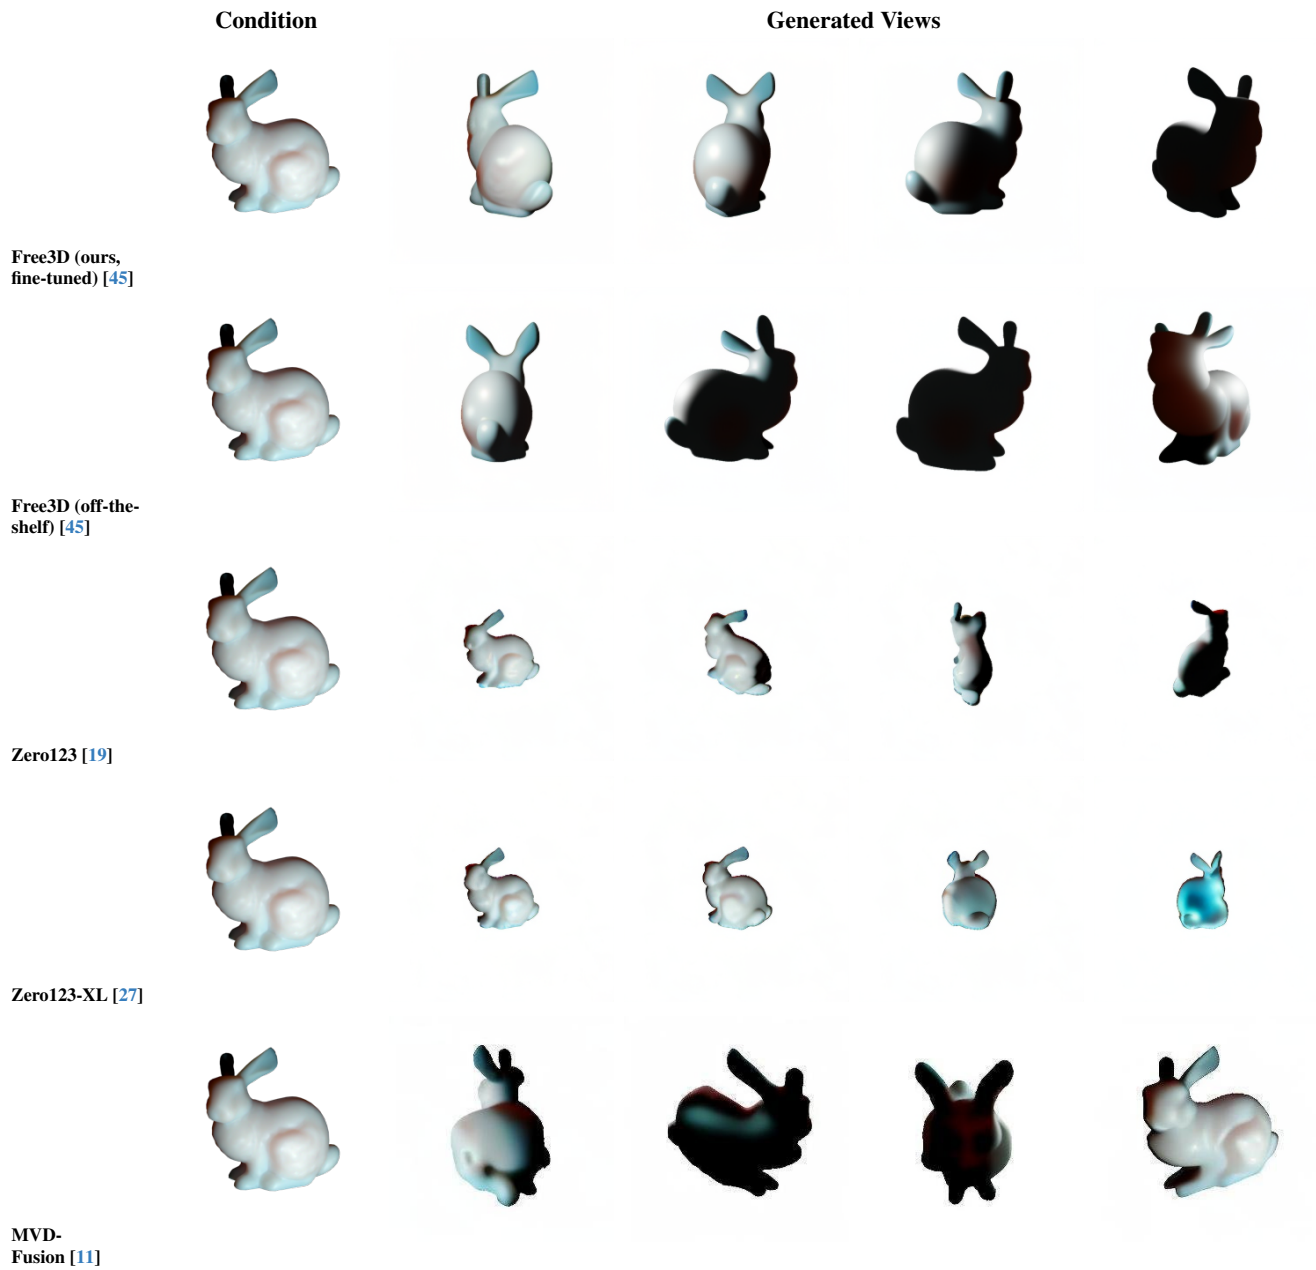 Condition
Generated Views
Free3D (ours,
fine-tuned) [45]
Free3D (off-the-
shelf) [45]
Zero123 [19]
Zero123-XL [27]
MVD-
Fusion [11]